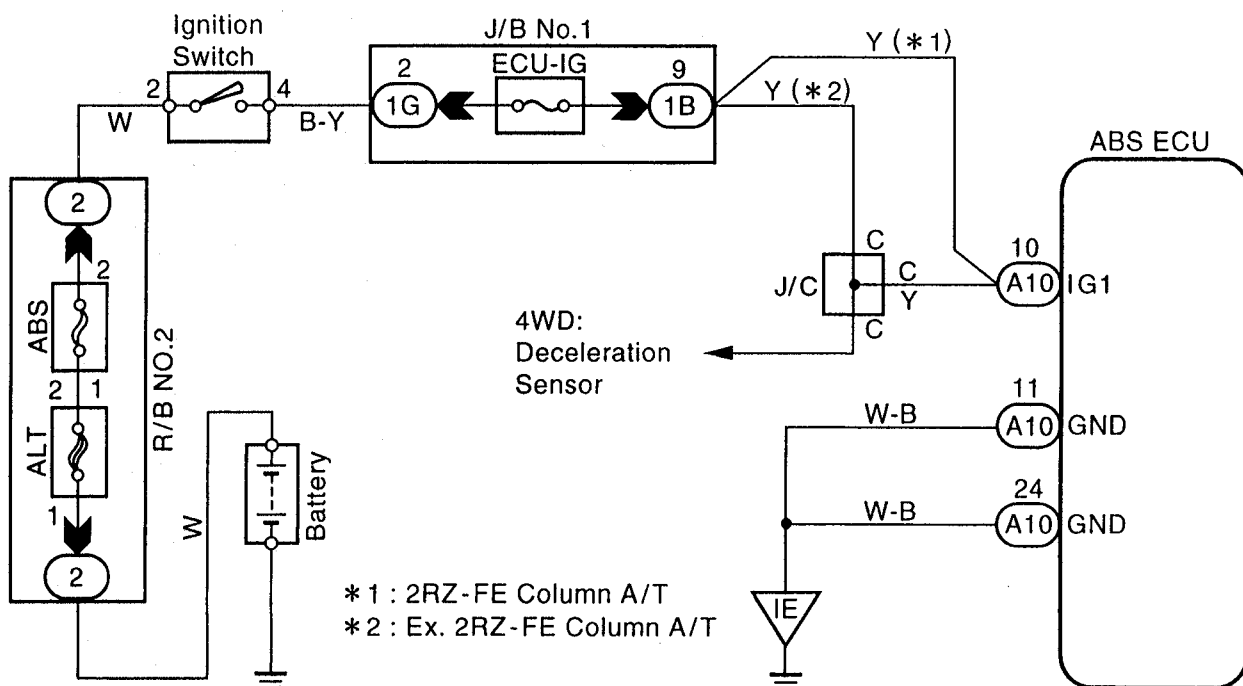 Ignition
Switch
J/B No.1
2
ECU-IG
9
Y (*1)
2
4
1G
1B
Y (*2)
W
B-Y
ABS ECU
2
2
ABS
C
10
J/C
C
A10
IG1
Y
C
4WD:
Deceleration
Sensor
2
1
ALT
R/B NO.2
1
2
W
Battery
11
W-B
A10
GND
24
W-B
A10
GND
IE
*1 : 2RZ-FE Column A/T
*2 : Ex. 2RZ-FE Column A/T